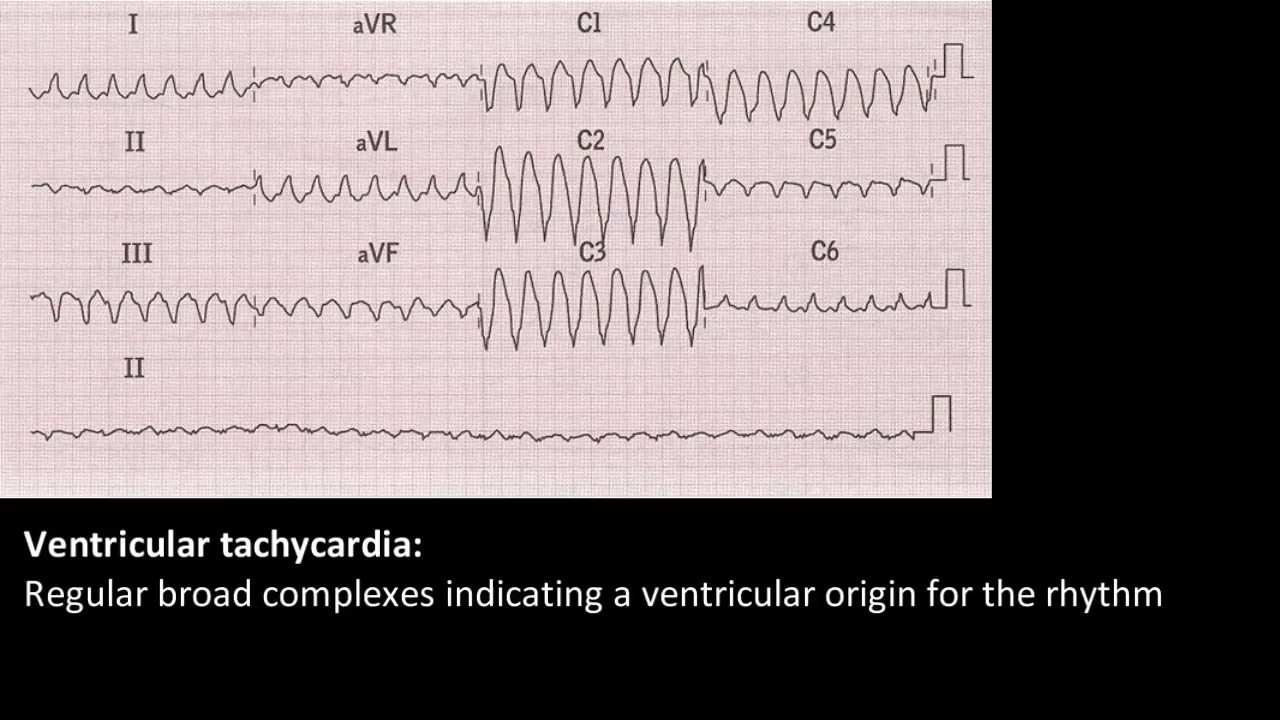 I aVR C1 C4
II aVL C2 C5
III aVF C3 C6
II
Ventricular tachycardia:
Regular broad complexes indicating a ventricular origin for the rhythm